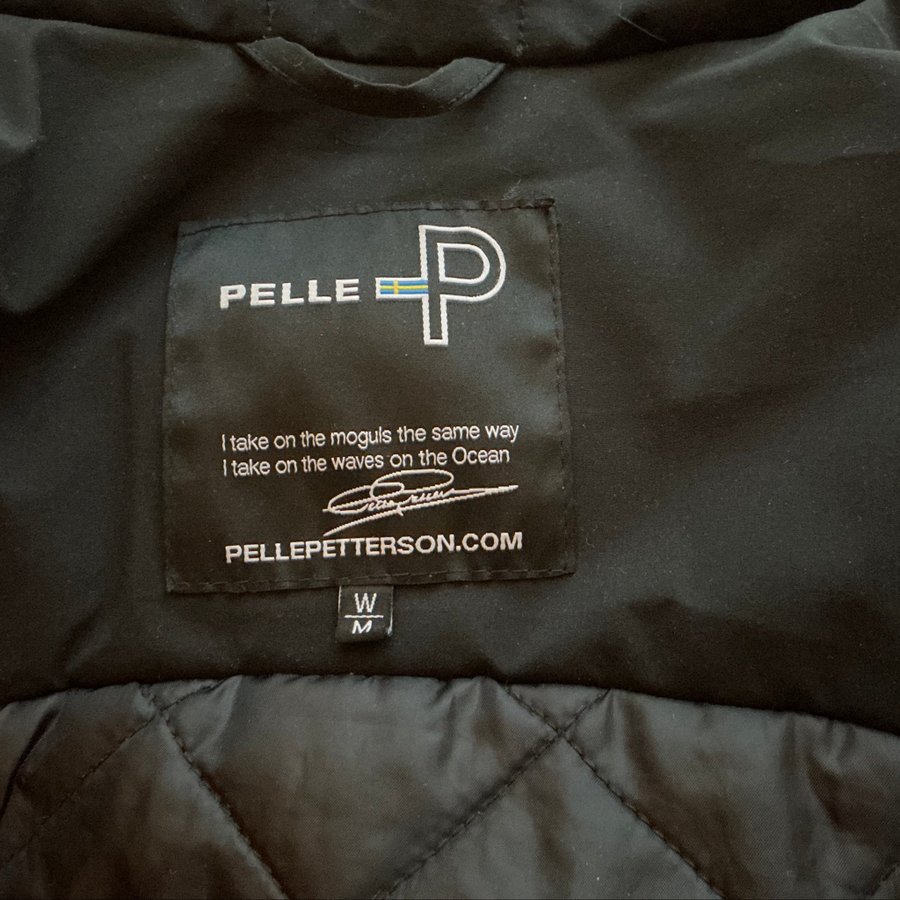 PELLE P
I take on the moguls the same way
I take on the waves on the Ocean
PELLEPETTERSON.COM
W
M